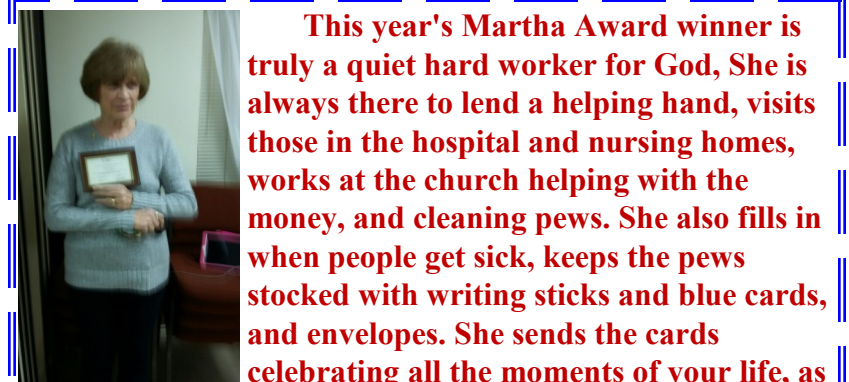 This year's Martha Award winner is
truly a quiet hard worker for God, She is
always there to lend a helping hand, visits
those in the hospital and nursing homes,
works at the church helping with the
money, and cleaning pews. She also fills in
when people get sick, keeps the pews
stocked with writing sticks and blue cards,
and envelopes. She sends the cards
celebrating all the moments of your life, as